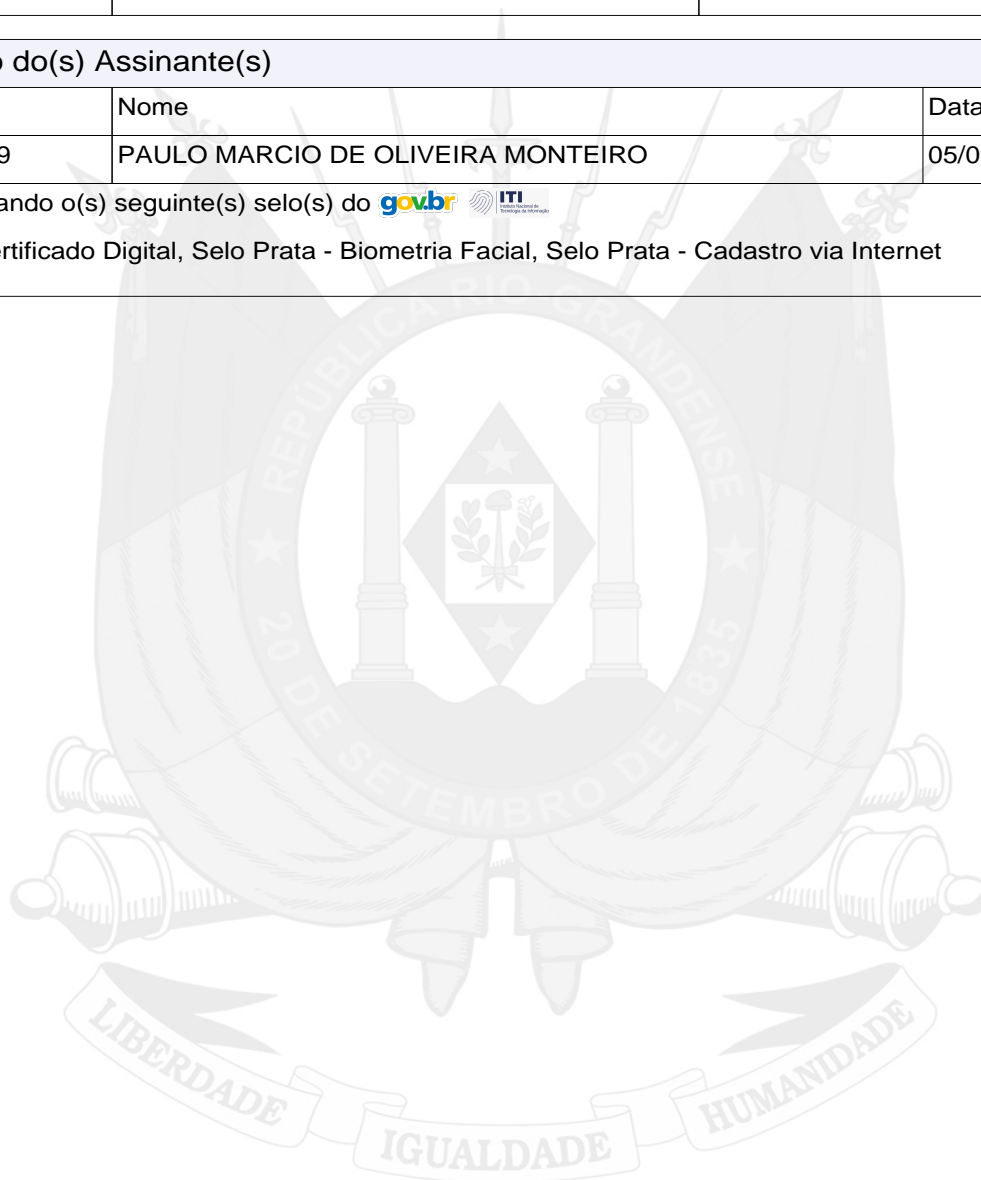 o do(s) Assinante(s)
Nome Data
9 PAULO MARCIO DE OLIVEIRA MONTEIRO 05/0
ando o(s) seguinte(s) selo(s) do gov.br ITI
ertificado Digital, Selo Prata - Biometria Facial, Selo Prata - Cadastro via Internet
REPÚBLICA RIO GRANDENSE
20 DE SETEMBRO DE 1835
LIBERDADE IGUALDADE HUMANIDADE